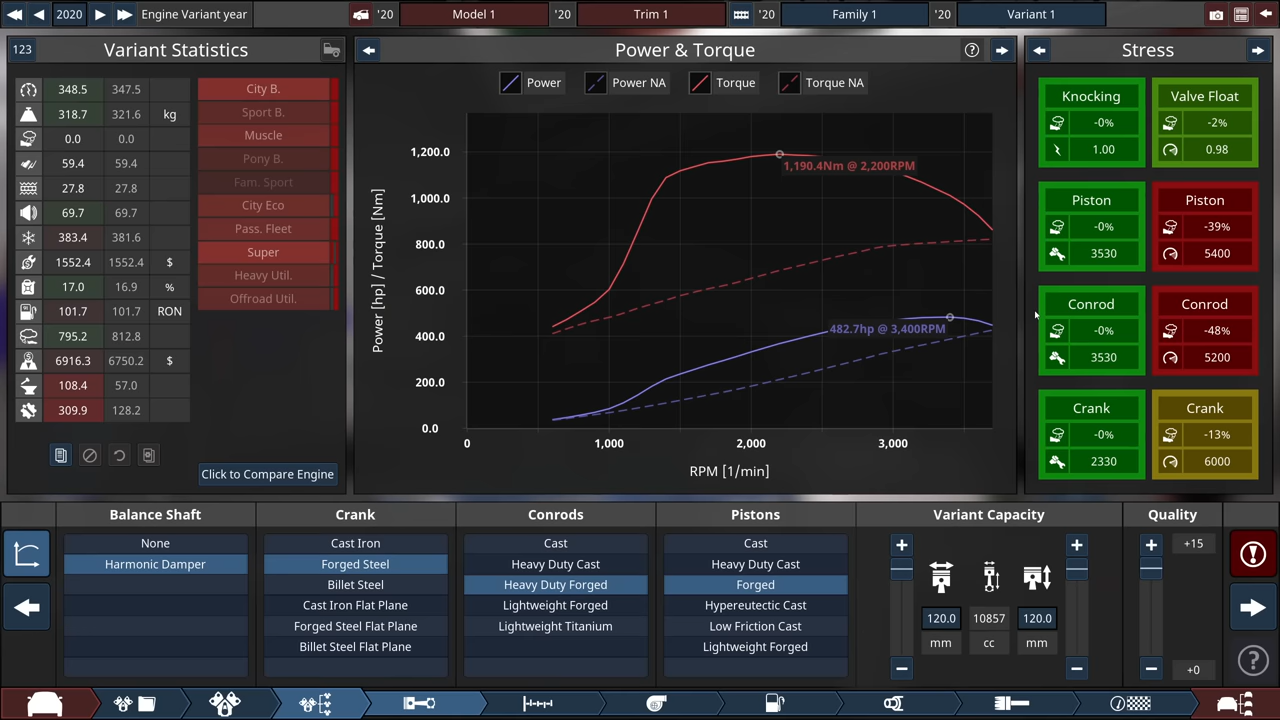 2020
Engine Variant year
'20
Model 1
'20
Trim 1
'20
Family 1
'20
Variant 1
123
Variant Statistics
348.5 347.5
318.7 321.6 kg
0.0 0.0
59.4 59.4
27.8 27.8
69.7 69.7
383.4 381.6
1552.4 1552.4 $
17.0 16.9 %
101.7 101.7 RON
795.2 812.8
6916.3 6750.2 $
108.4 57.0
309.9 128.2
City B.
Sport B.
Muscle
Pony B.
Fam. Sport
City Eco
Pass. Fleet
Super
Heavy Util.
Offroad Util.
Click to Compare Engine
Power & Torque
Power
Power NA
Torque
Torque NA
Power [hp] / Torque [Nm]
1,200.0
1,000.0
800.0
600.0
400.0
200.0
0.0
1,190.4Nm @ 2,200RPM
482.7hp @ 3,400RPM
0
1,000
2,000
3,000
RPM [1/min]
Stress
Knocking
-0%
1.00
Valve Float
-2%
0.98
Piston
-0%
3530
Piston
-39%
5400
Conrod
-0%
3530
Conrod
-48%
5200
Crank
-0%
2330
Crank
-13%
6000
Balance Shaft
None
Harmonic Damper
Crank
Cast Iron
Forged Steel
Billet Steel
Cast Iron Flat Plane
Forged Steel Flat Plane
Billet Steel Flat Plane
Conrods
Cast
Heavy Duty Cast
Heavy Duty Forged
Lightweight Forged
Lightweight Titanium
Pistons
Cast
Heavy Duty Cast
Forged
Hypereutectic Cast
Low Friction Cast
Lightweight Forged
Variant Capacity
120.0 10857 120.0
mm cc mm
Quality
+15
+0